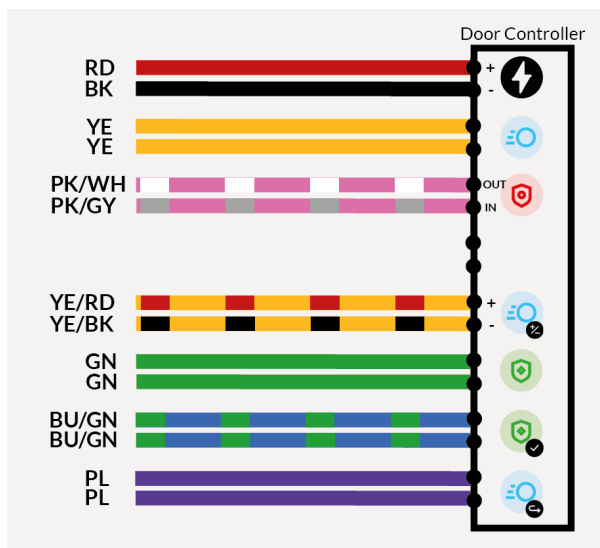 Door Controller
RD
+
BK
-
YE
YE
PK/WH
OUT
PK/GY
IN
YE/RD
+
YE/BK
-
GN
GN
BU/GN
BU/GN
PL
PL